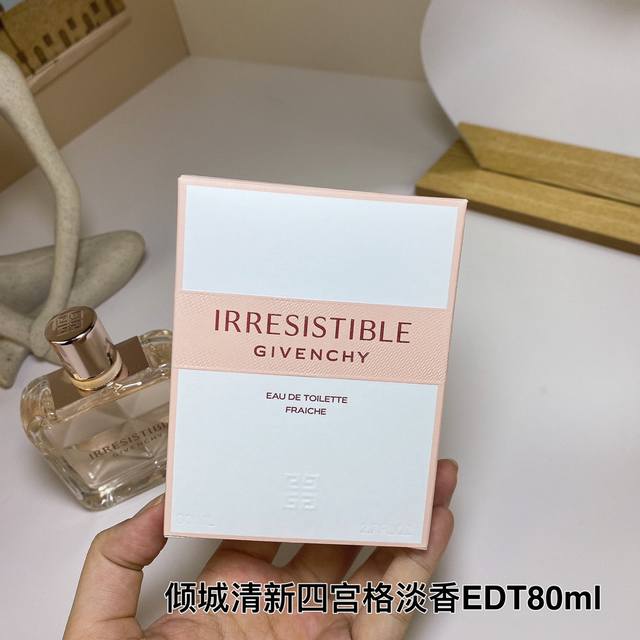 IRRESISTIBLE
GIVENCHY
EAU DE TOILETTE
FRAICHE
IRRESISTIBLE
GIVENCHY
倾城清新四宫格淡香EDT80ml